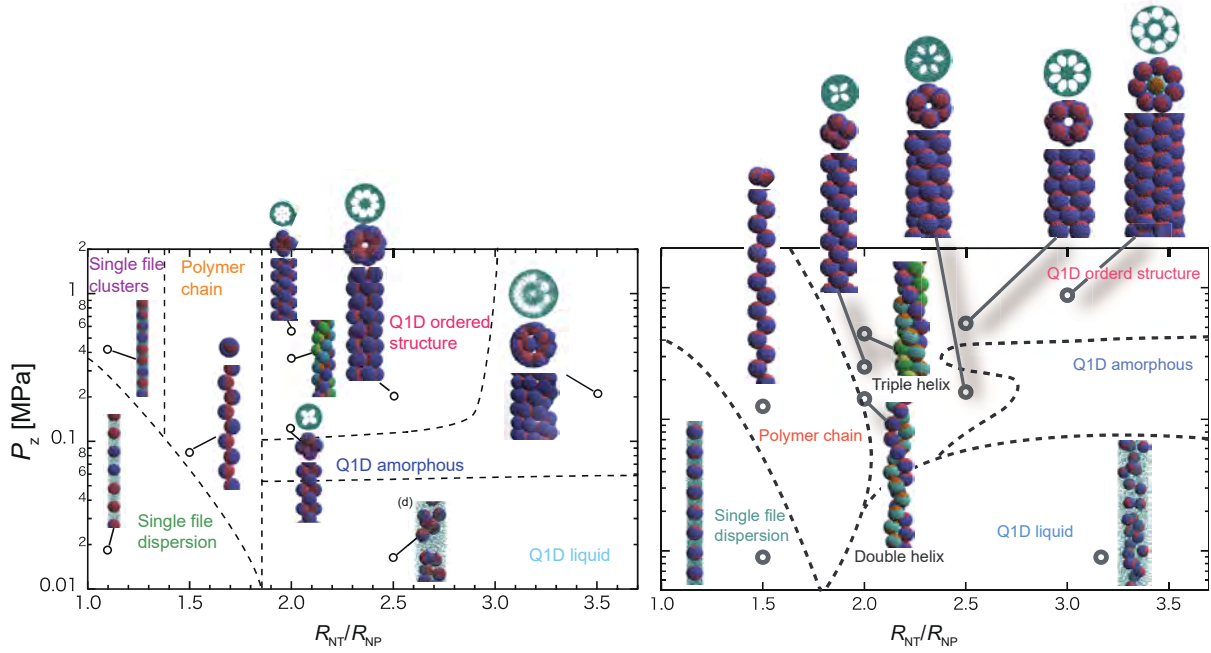 2
1
8
6
4
2
0.1
8
6
4
2
0.01
P_z [MPa]
1.0
1.5
2.0
2.5
3.0
3.5
R_NT/R_NP
Single file
clusters
Polymer
chain
Q1D ordered
structure
Q1D amorphous
(d)
Single file
dispersion
Q1D liquid
Q1D orderd structure
Q1D amorphous
Triple helix
Polymer chain
Single file
dispersion
Q1D liquid
Double helix
1.0
1.5
2.0
2.5
3.0
3.5
R_NT/R_NP